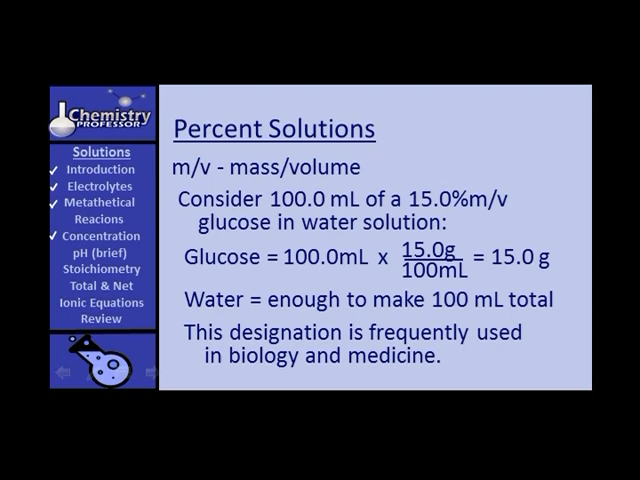 Chemistry
PROFESSOR
Solutions
Introduction
Electrolytes
Metathetical
Reacions
Concentration
pH (brief)
Stoichiometry
Total & Net
Ionic Equations
Review
Percent Solutions
m/v - mass/volume
Consider 100.0 mL of a 15.0%m/v
glucose in water solution:
Glucose = 100.0mL x 15.0g/100mL = 15.0 g
Water = enough to make 100 mL total
This designation is frequently used
in biology and medicine.